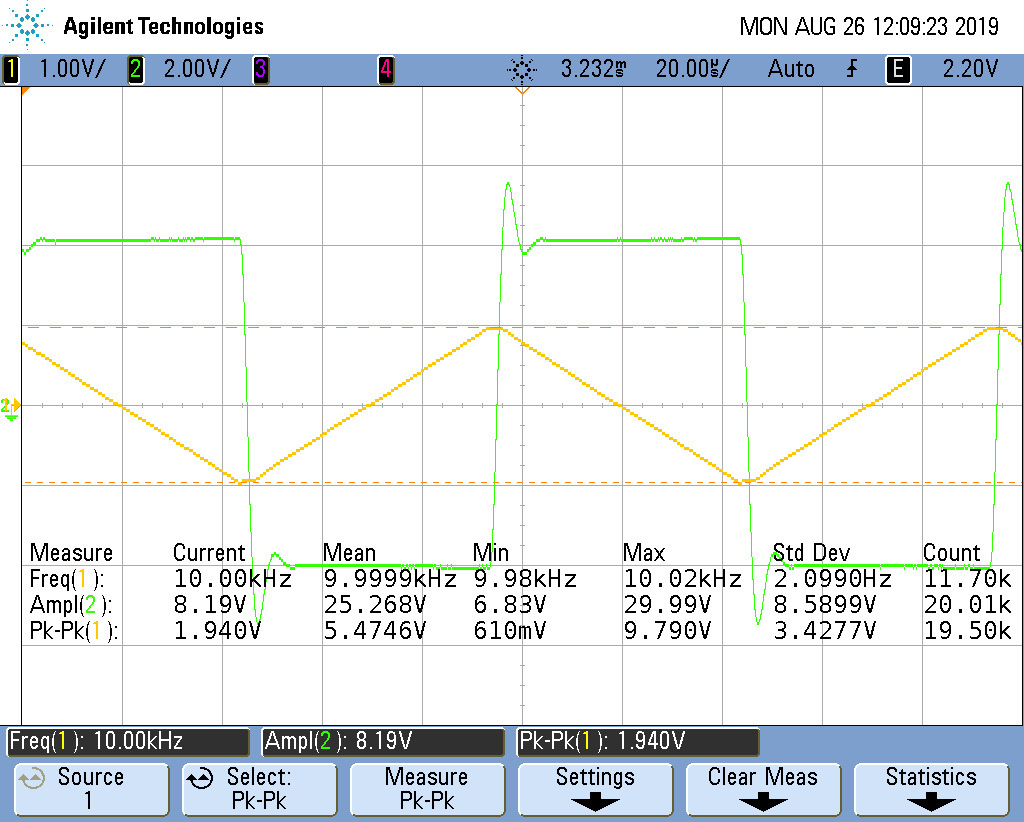 Agilent Technologies MON AUG 26 12:09:23 2019
1 1.00V/ 2 2.00V/ 3 4 3.232ms 20.00us/ Auto E 2.20V
2
Measure Current Mean Min Max Std Dev Count
Freq(1): 10.00kHz 9.9999kHz 9.98kHz 10.02kHz 2.0990Hz 11.70k
Ampl(2): 8.19V 25.268V 6.83V 29.99V 8.5899V 20.01k
Pk-Pk(1): 1.940V 5.4746V 610mV 9.790V 3.4277V 19.50k
Freq(1): 10.00kHz Ampl(2): 8.19V Pk-Pk(1): 1.940V
Source Select: Measure Settings Clear Meas Statistics
1 Pk-Pk Pk-Pk